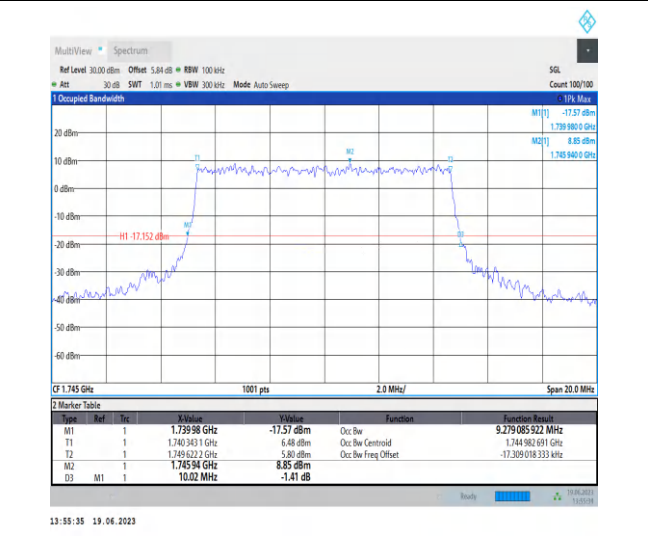 MultiView Spectrum
Ref Level 30.00 dBm Offset 5.84 dB RBW 100 kHz SGL
Att 30 dB SWT 1.01 ms VBW 300 kHz Mode Auto Sweep Count 100/100
1 Occupied Bandwidth 1Pk Max
M1[1] -17.57 dBm
1.739 980 0 GHz
M2[1] 8.85 dBm
1.745 940 0 GHz
20 dBm
M2
10 dBm
T1
0 dBm
-10 dBm
M1
H1 -17.152 dBm
-20 dBm
-30 dBm
-40 dBm
-50 dBm
-60 dBm
CF 1.745 GHz 1001 pts 2.0 MHz/ Span 20.0 MHz
2 Marker Table
Type Ref Trc X-Value Y-Value Function Function Result
M1 1 1.739 98 GHz -17.57 dBm Occ Bw 9.279 085 922 MHz
T1 1 1.740 343 1 GHz 6.48 dBm Occ Bw Centroid 1.744 982 691 GHz
T2 1 1.749 622 2 GHz 5.80 dBm Occ Bw Freq Offset -17.309 018 333 kHz
M2 1 1.745 94 GHz 8.85 dBm
D3 M1 1 10.02 MHz -1.41 dB
Ready 19.06.2023
13:55:35 19.06.2023